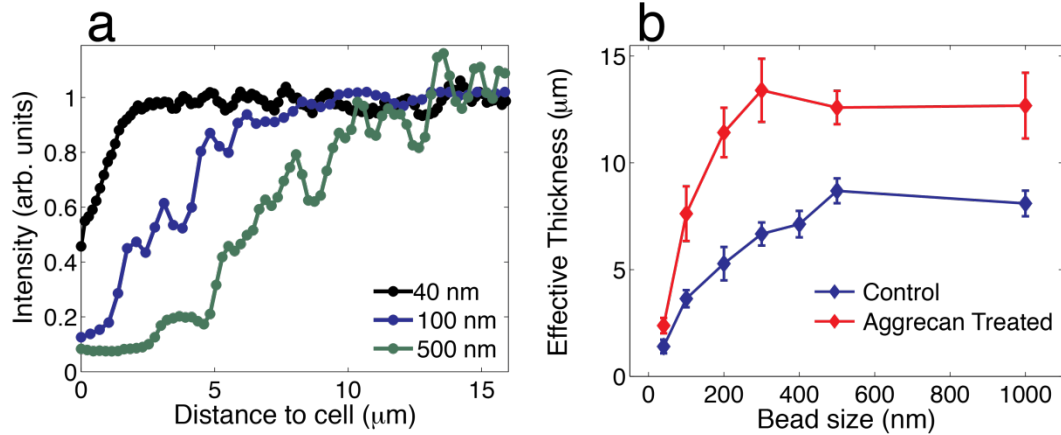 a
Intensity (arb. units)
1
0.8
0.6
0.4
0.2
0
0 5 10 15
Distance to cell (μm)
40 nm
100 nm
500 nm
b
Effective Thickness (μm)
15
10
5
0
0 200 400 600 800 1000
Bead size (nm)
Control
Aggrecan Treated